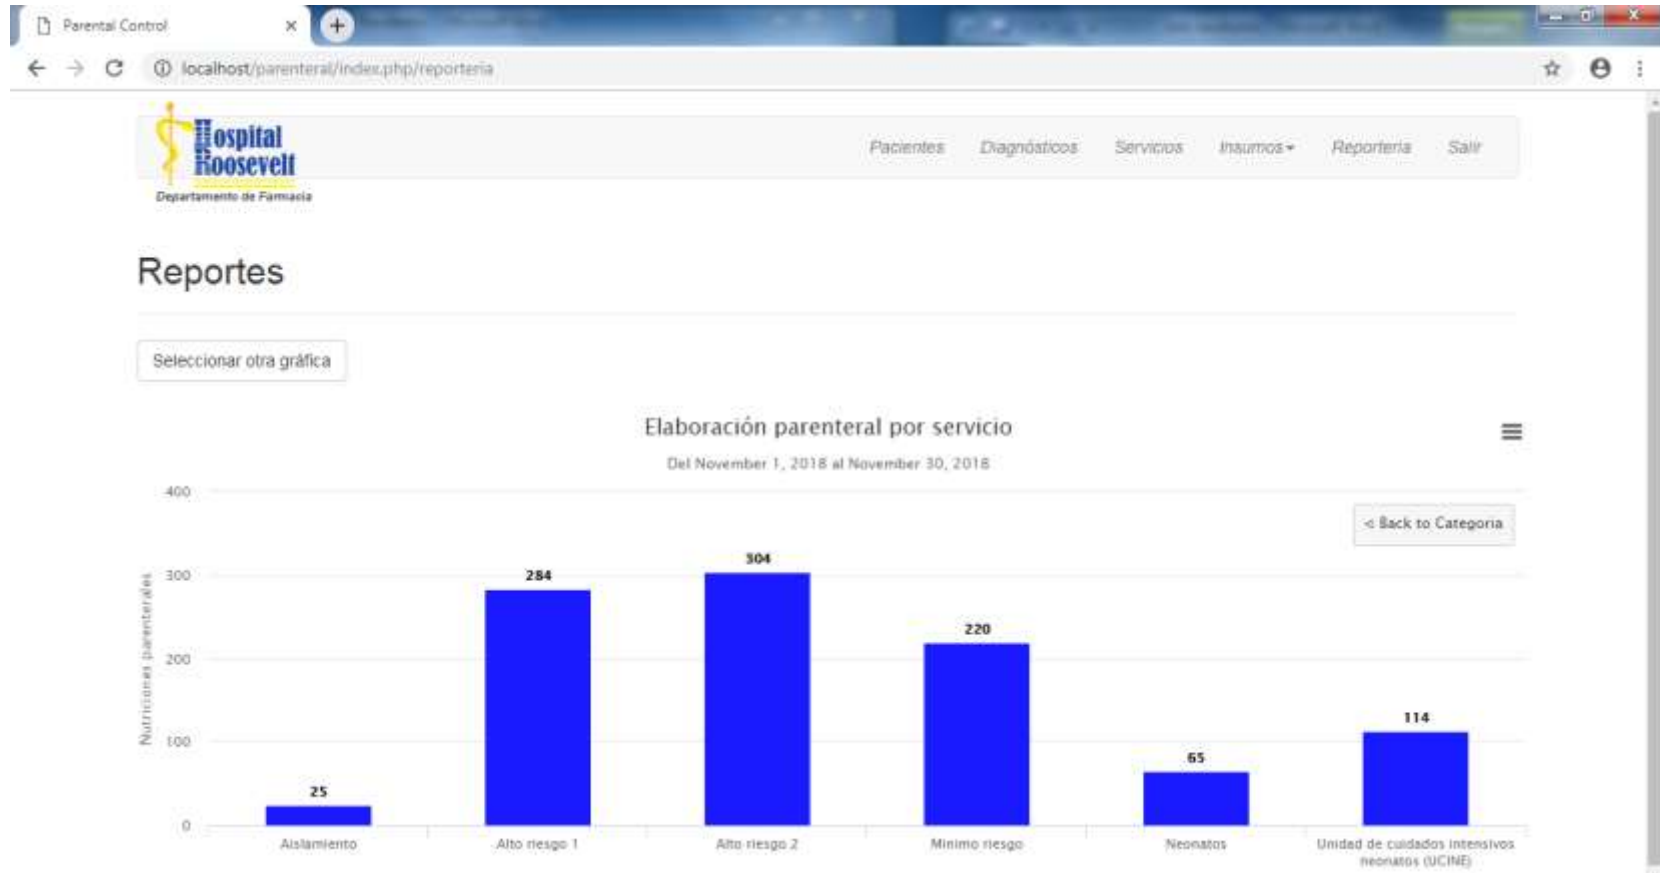 Parental Control
localhost/parenteral/index.php/reporteria
Hospital
Roosevelt
Departamento de Farmacia
Pacientes Diagnósticos Servicios Insumos Reporteria Salir
Reportes
Seleccionar otra gráfica
Elaboración parenteral por servicio
Del November 1, 2018 al November 30, 2018
< Back to Categoria
Nutriciones parenterales
400
300
200
100
0
25
284
304
220
65
114
Aislamiento
Alto riesgo 1
Alto riesgo 2
Minimo riesgo
Neonatos
Unidad de cuidados intensivos
neonatos (UCINE)